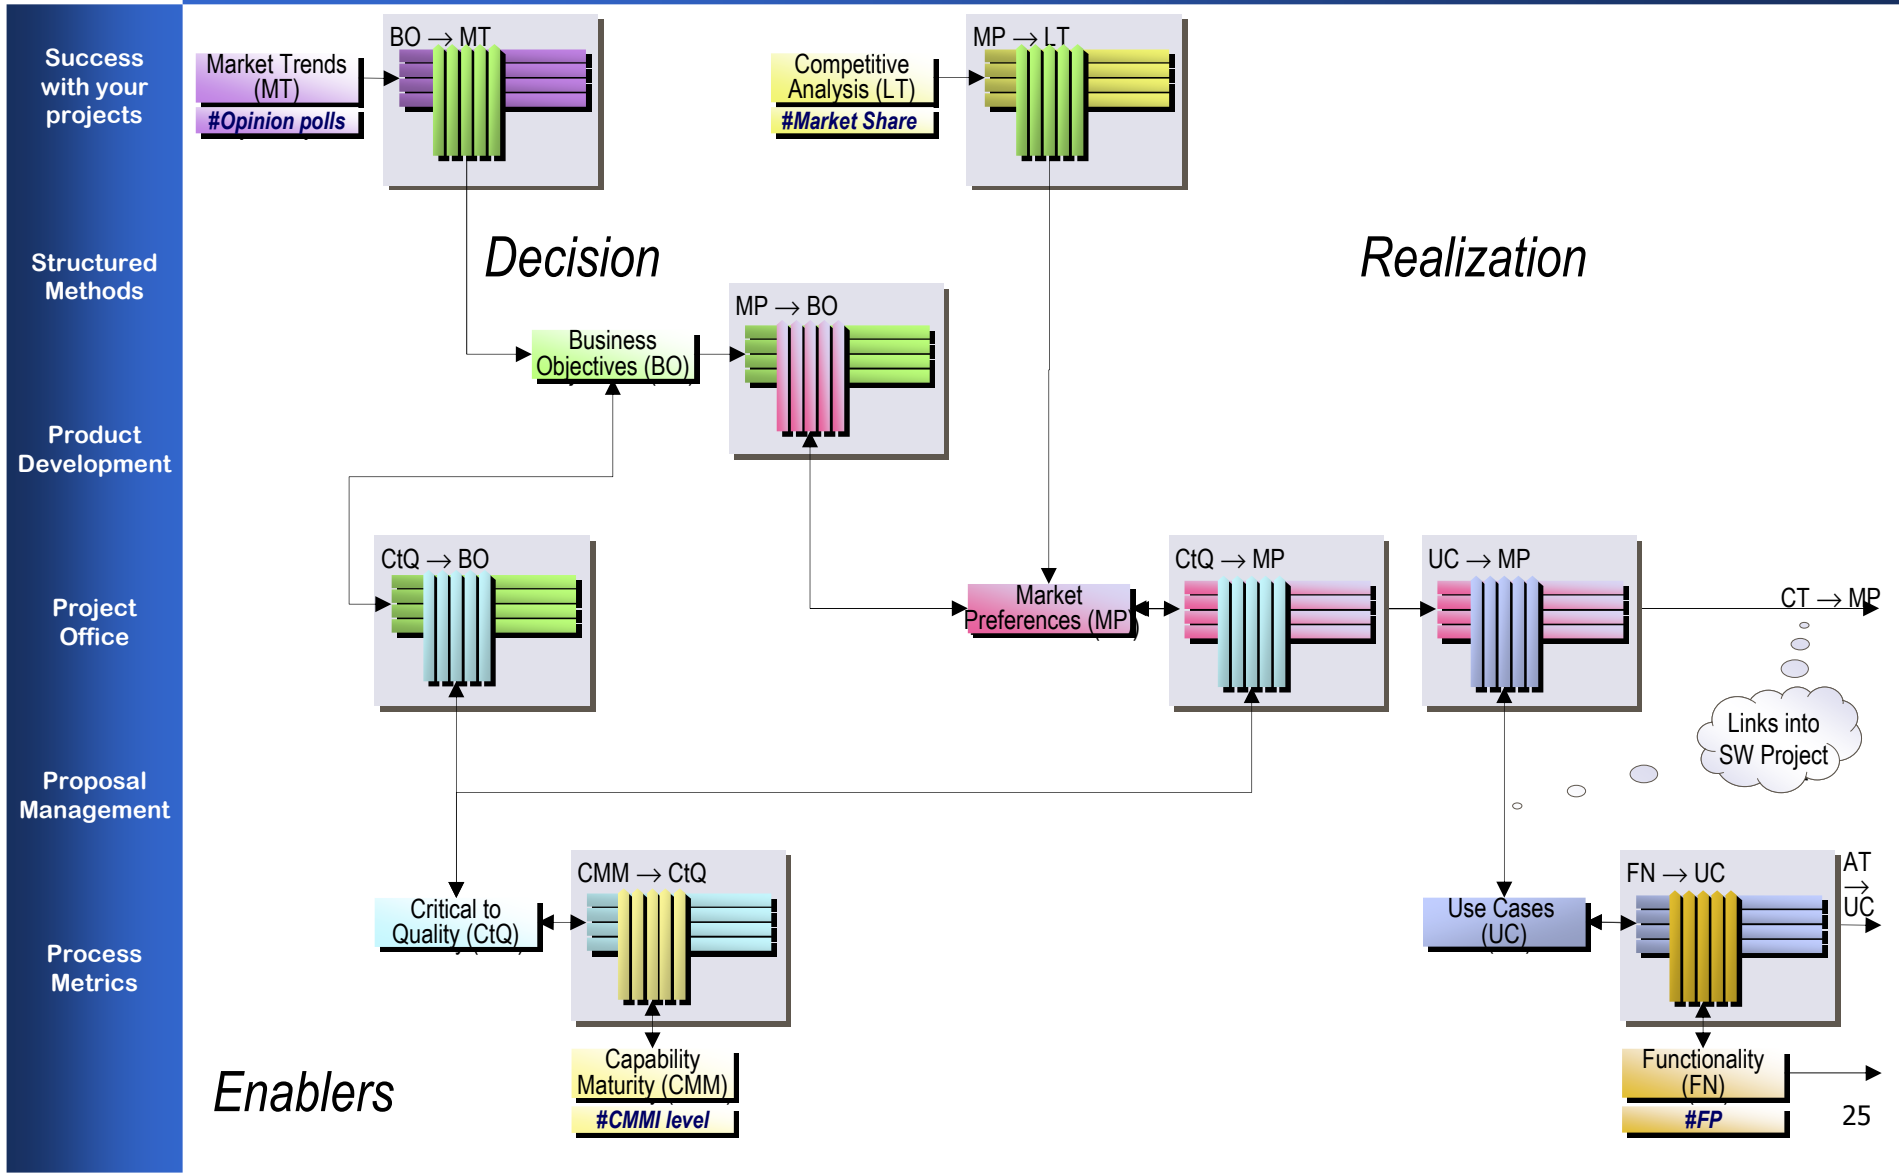 Success
with your
projects
Structured
Methods
Product
Development
Project
Office
Proposal
Management
Process
Metrics
Market Trends
(MT)
#Opinion polls
BO → MT
Competitive
Analysis (LT)
#Market Share
MP → LT
Decision
Realization
Business
Objectives (BO)
MP → BO
CtQ → BO
Market
Preferences (MP)
CtQ → MP
UC → MP
CT → MP
Links into
SW Project
Critical to
Quality (CtQ)
CMM → CtQ
Use Cases
(UC)
FN → UC
AT
→
UC
Enablers
Capability
Maturity (CMM)
#CMMI level
Functionality
(FN)
#FP
25